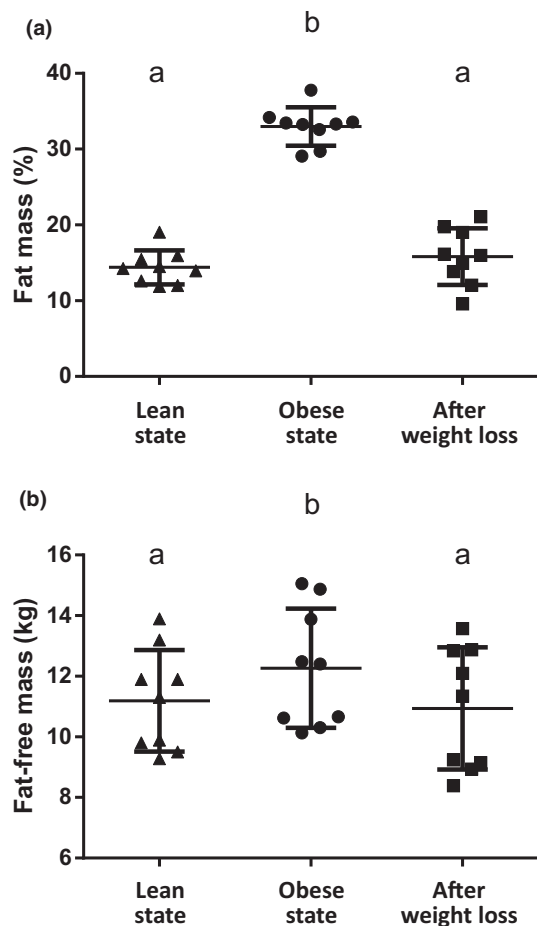 (a)
b
a
a
40
30
20
10
0
Fat mass (%)
Lean
state
Obese
state
After
weight loss
(b)
b
a
a
16
14
12
10
8
6
Fat-free mass (kg)
Lean
state
Obese
state
After
weight loss